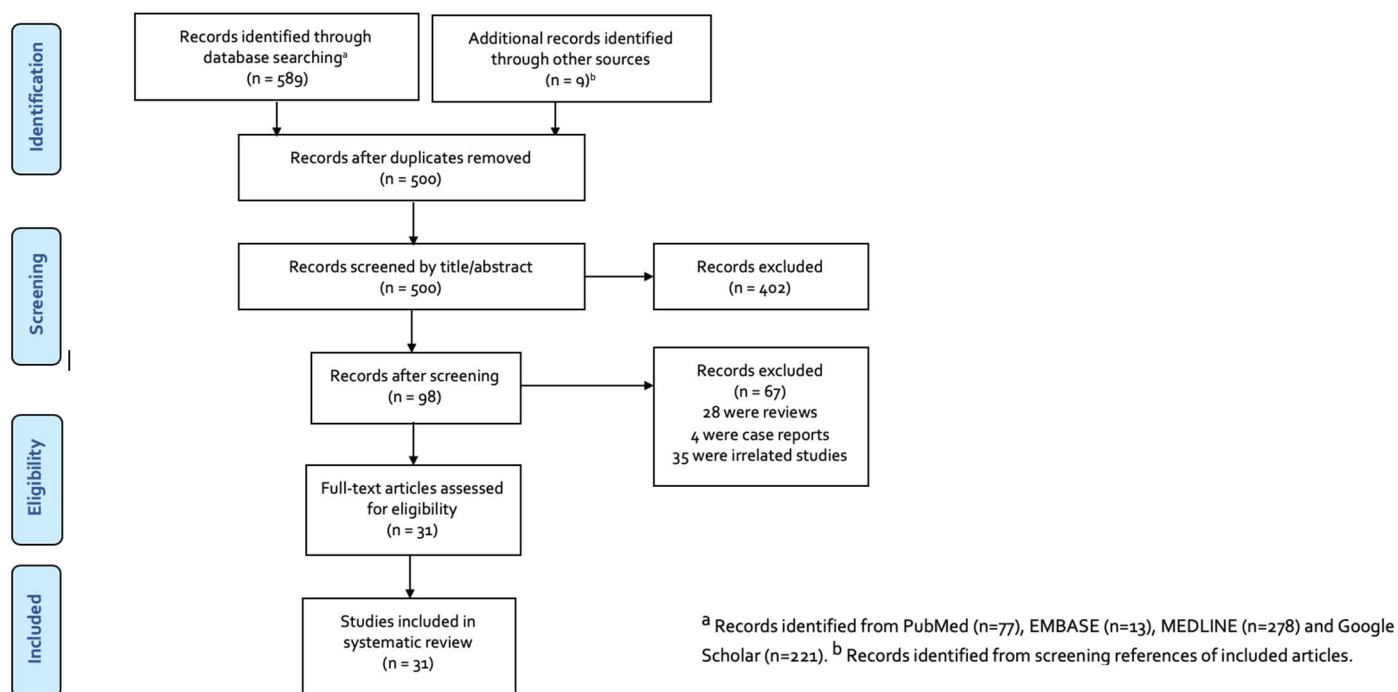 Identification
Records identified through
database searchingᵃ
(n = 589)
Additional records identified
through other sources
(n = 9)ᵇ
Records after duplicates removed
(n = 500)
Screening
Records screened by title/abstract
(n = 500)
Records excluded
(n = 402)
Records after screening
(n = 98)
Records excluded
(n = 67)
28 were reviews
4 were case reports
35 were irrelated studies
Eligibility
Full-text articles assessed
for eligibility
(n = 31)
Included
Studies included in
systematic review
(n = 31)
ᵃ Records identified from PubMed (n=77), EMBASE (n=13), MEDLINE (n=278) and Google
Scholar (n=221). ᵇ Records identified from screening references of included articles.